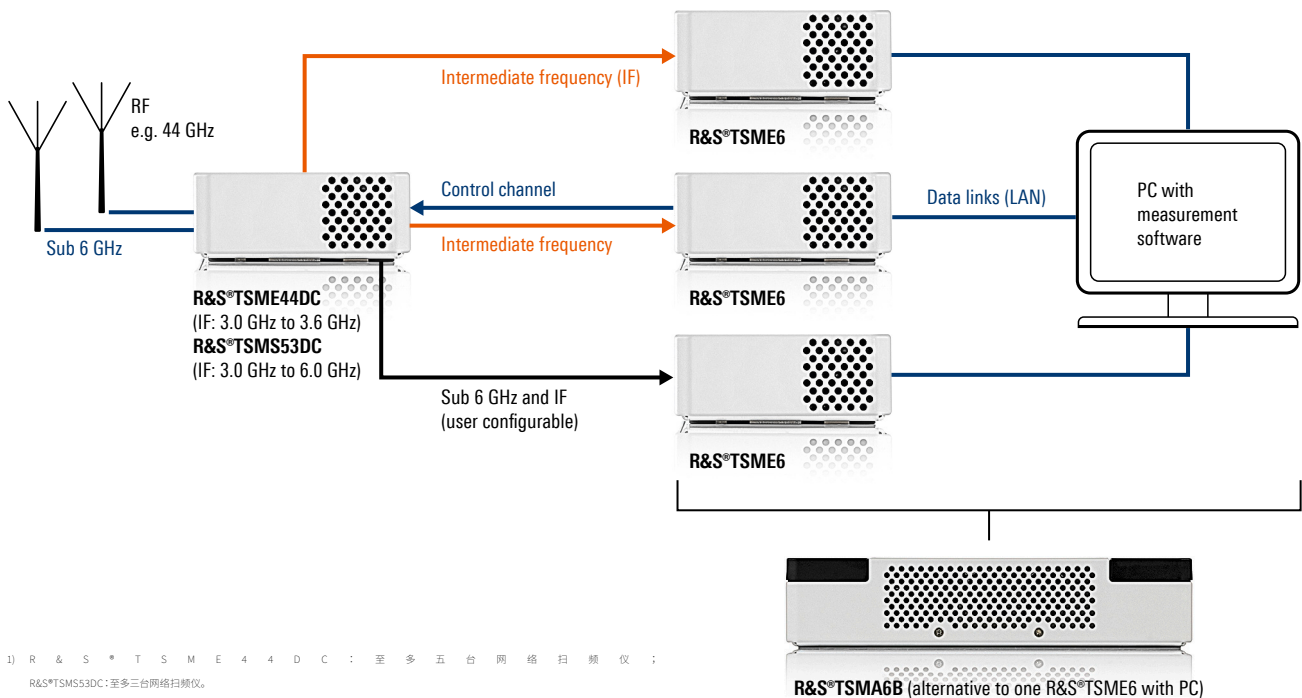 RF
e.g. 44 GHz
Sub 6 GHz
Intermediate frequency (IF)
R&S®TSME6
Control channel
Intermediate frequency
R&S®TSME44DC
(IF: 3.0 GHz to 3.6 GHz)
R&S®TSMS53DC
(IF: 3.0 GHz to 6.0 GHz)
R&S®TSME6
Data links (LAN)
PC with
measurement
software
Sub 6 GHz and IF
(user configurable)
R&S®TSME6
R&S®TSMA6B (alternative to one R&S®TSME6 with PC)
1) R&S®TSME44DC：至多五台网络扫频仪；
R&S®TSMS53DC：至多三台网络扫频仪。